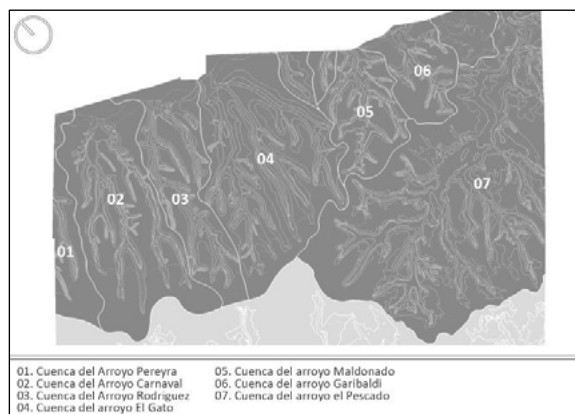 06
05
04
02
03
07
01
01. Cuenca del Arroyo Pereyra
02. Cuenca del Arroyo Carnaval
03. Cuenca del Arroyo Rodriguez
04. Cuenca del arroyo El Gato
05. Cuenca del arroyo Maldonado
06. Cuenca del arroyo Garibaldi
07. Cuenca del arroyo el Pescado